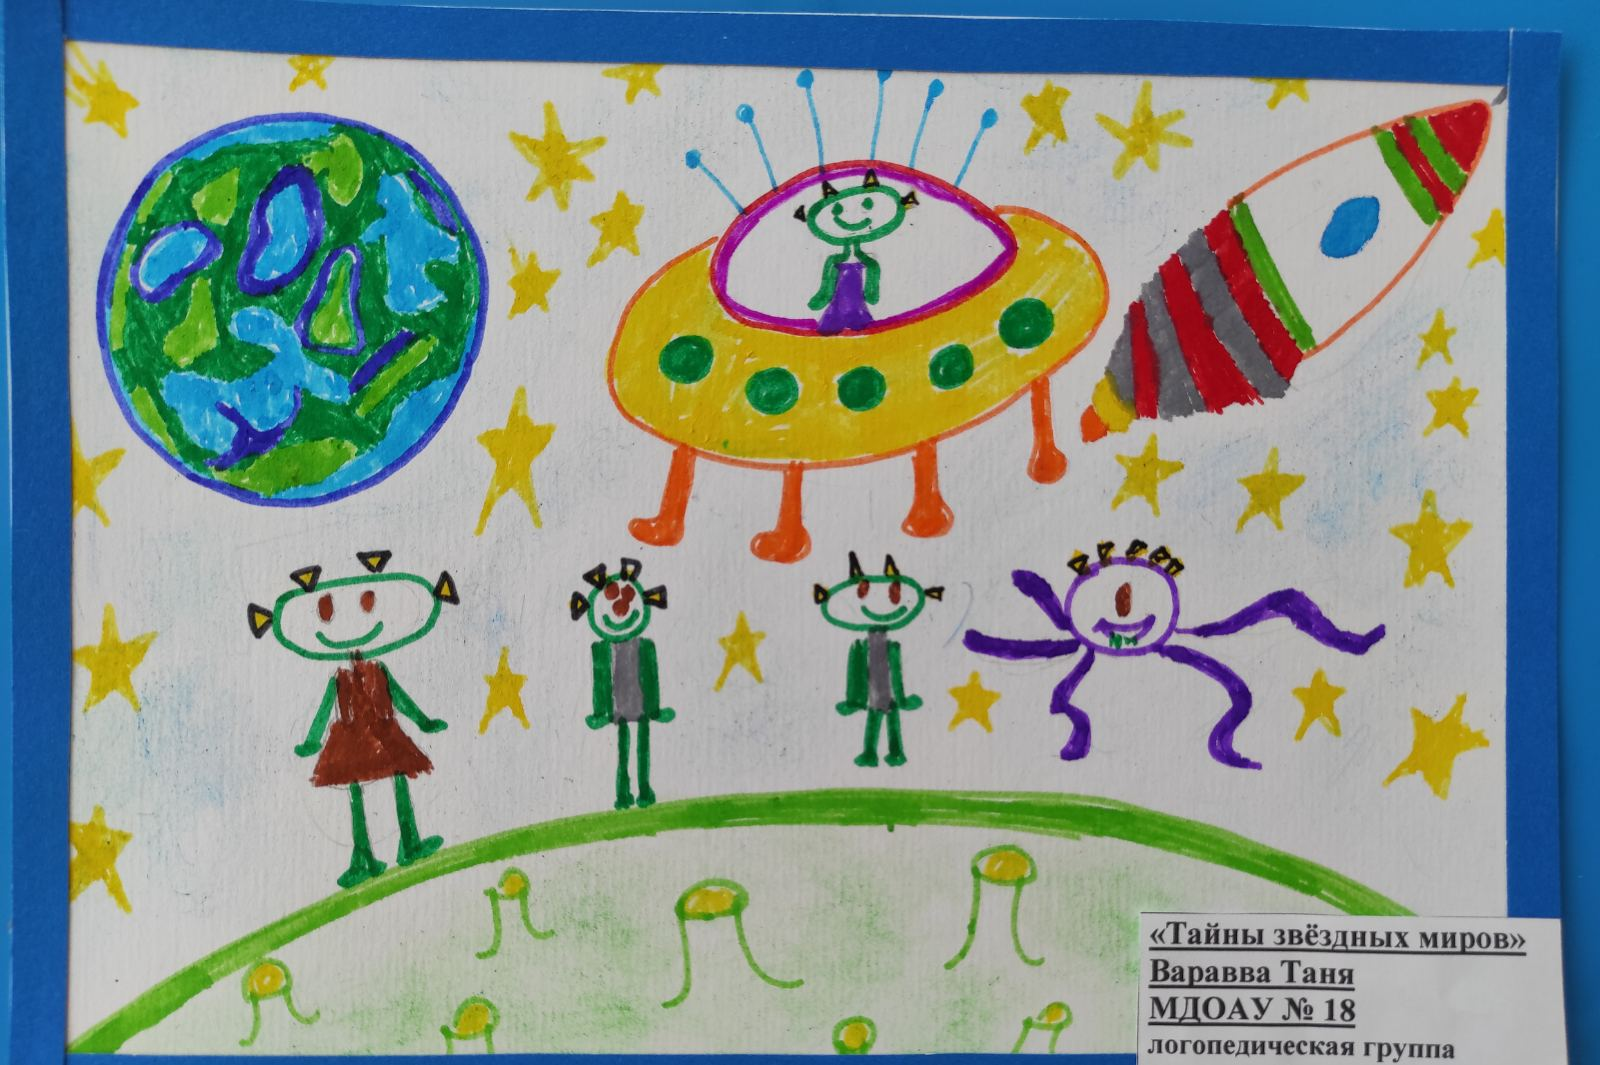 «Тайны звёздных миров»
Варавва Таня
МДОАУ № 18
логопедическая группа